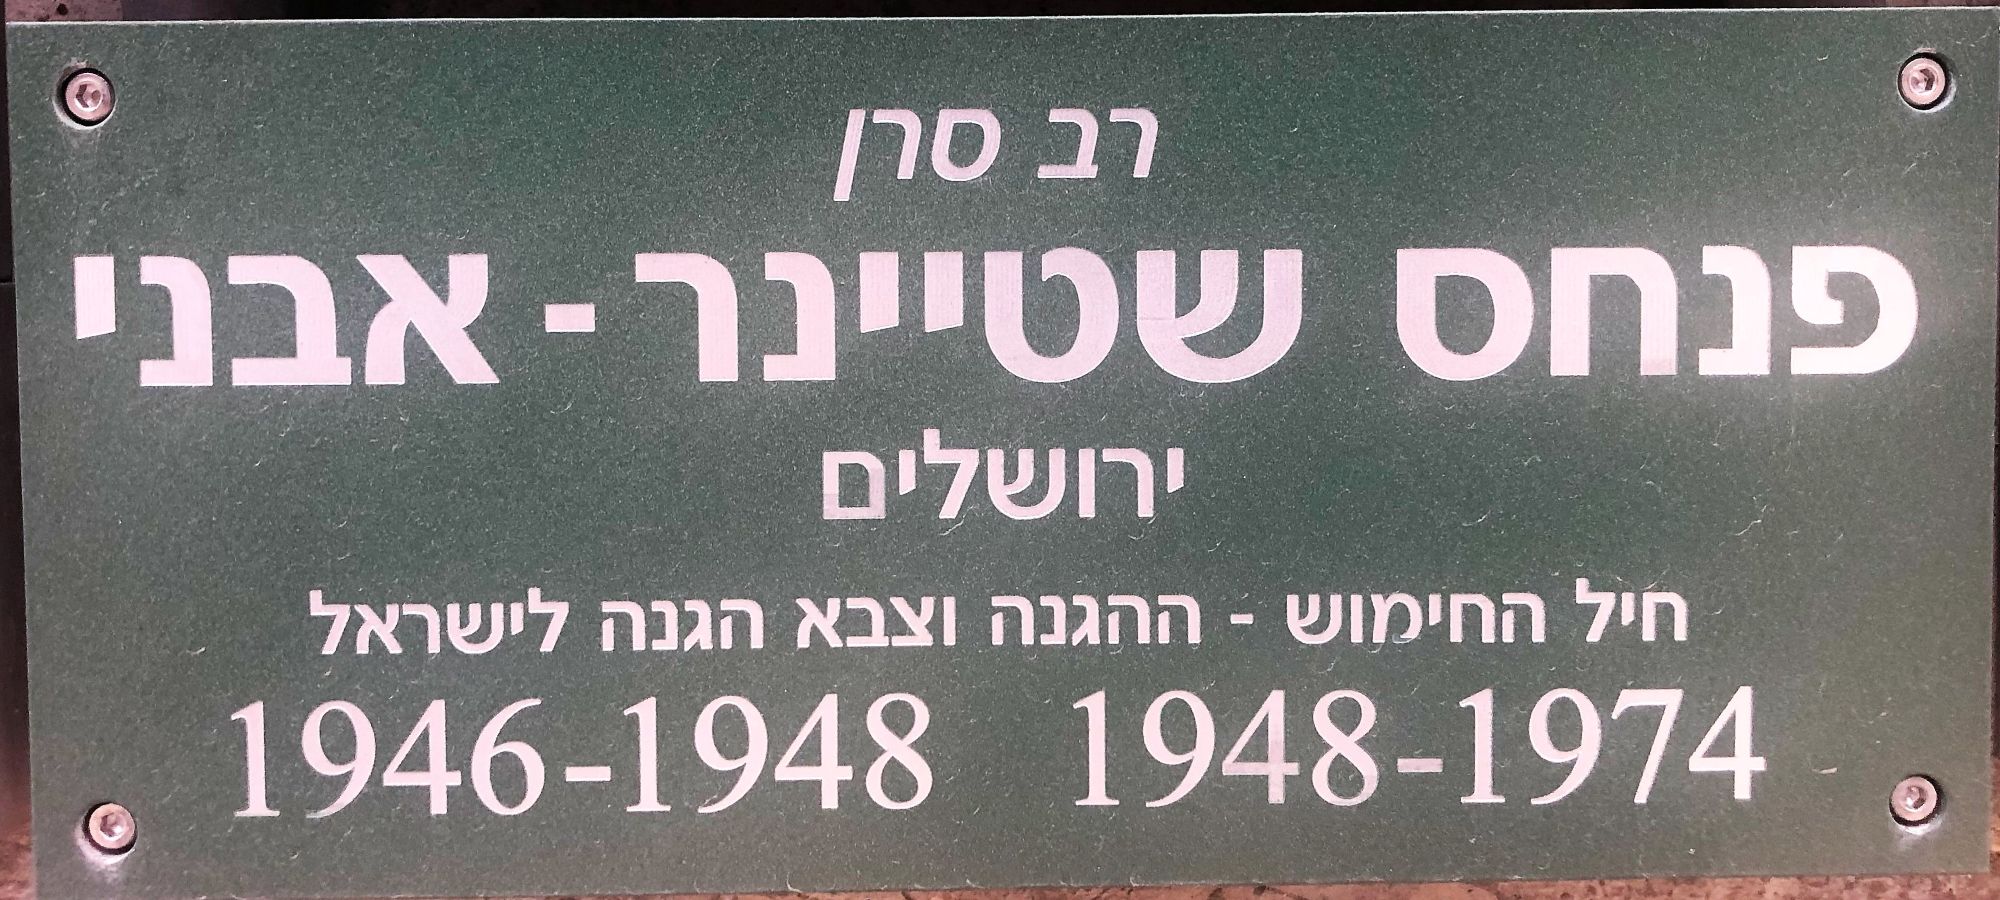 רב סרן
פנחס שטיינר - אבני
ירושלים
חיל החימוש - ההגנה וצבא הגנה לישראל
1946-1948 1948-1974